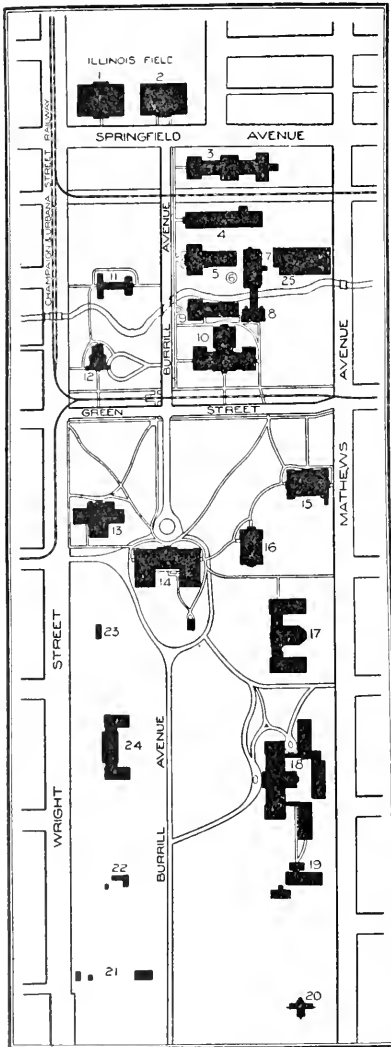 ILLINOIS FIELD
1 2
SPRINGFIELD AVENUE
CHAMPAIGN & URBANA STREET RAILWAY
3
AVENUE
4
5
7
6
25
11
9
8
10
BURRILL
12
AVENUE
GREEN STREET
MATHEWS
15
13
16
14
17
23
STREET
AVENUE
24
18
WRIGHT
BURRILL
19
22
21
20